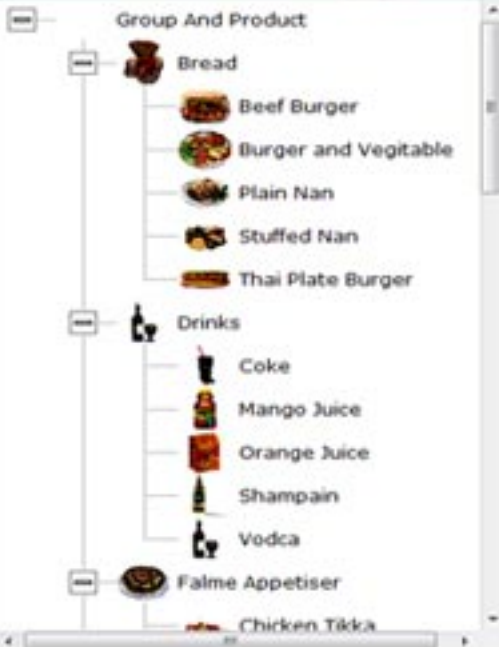 Group And Product
Bread
Beef Burger
Burger and Vegitable
Plain Nan
Stuffed Nan
Thai Plate Burger
Drinks
Coke
Mango Juice
Orange Juice
Shampain
Vodca
Falme Appetiser
Chicken Tikka